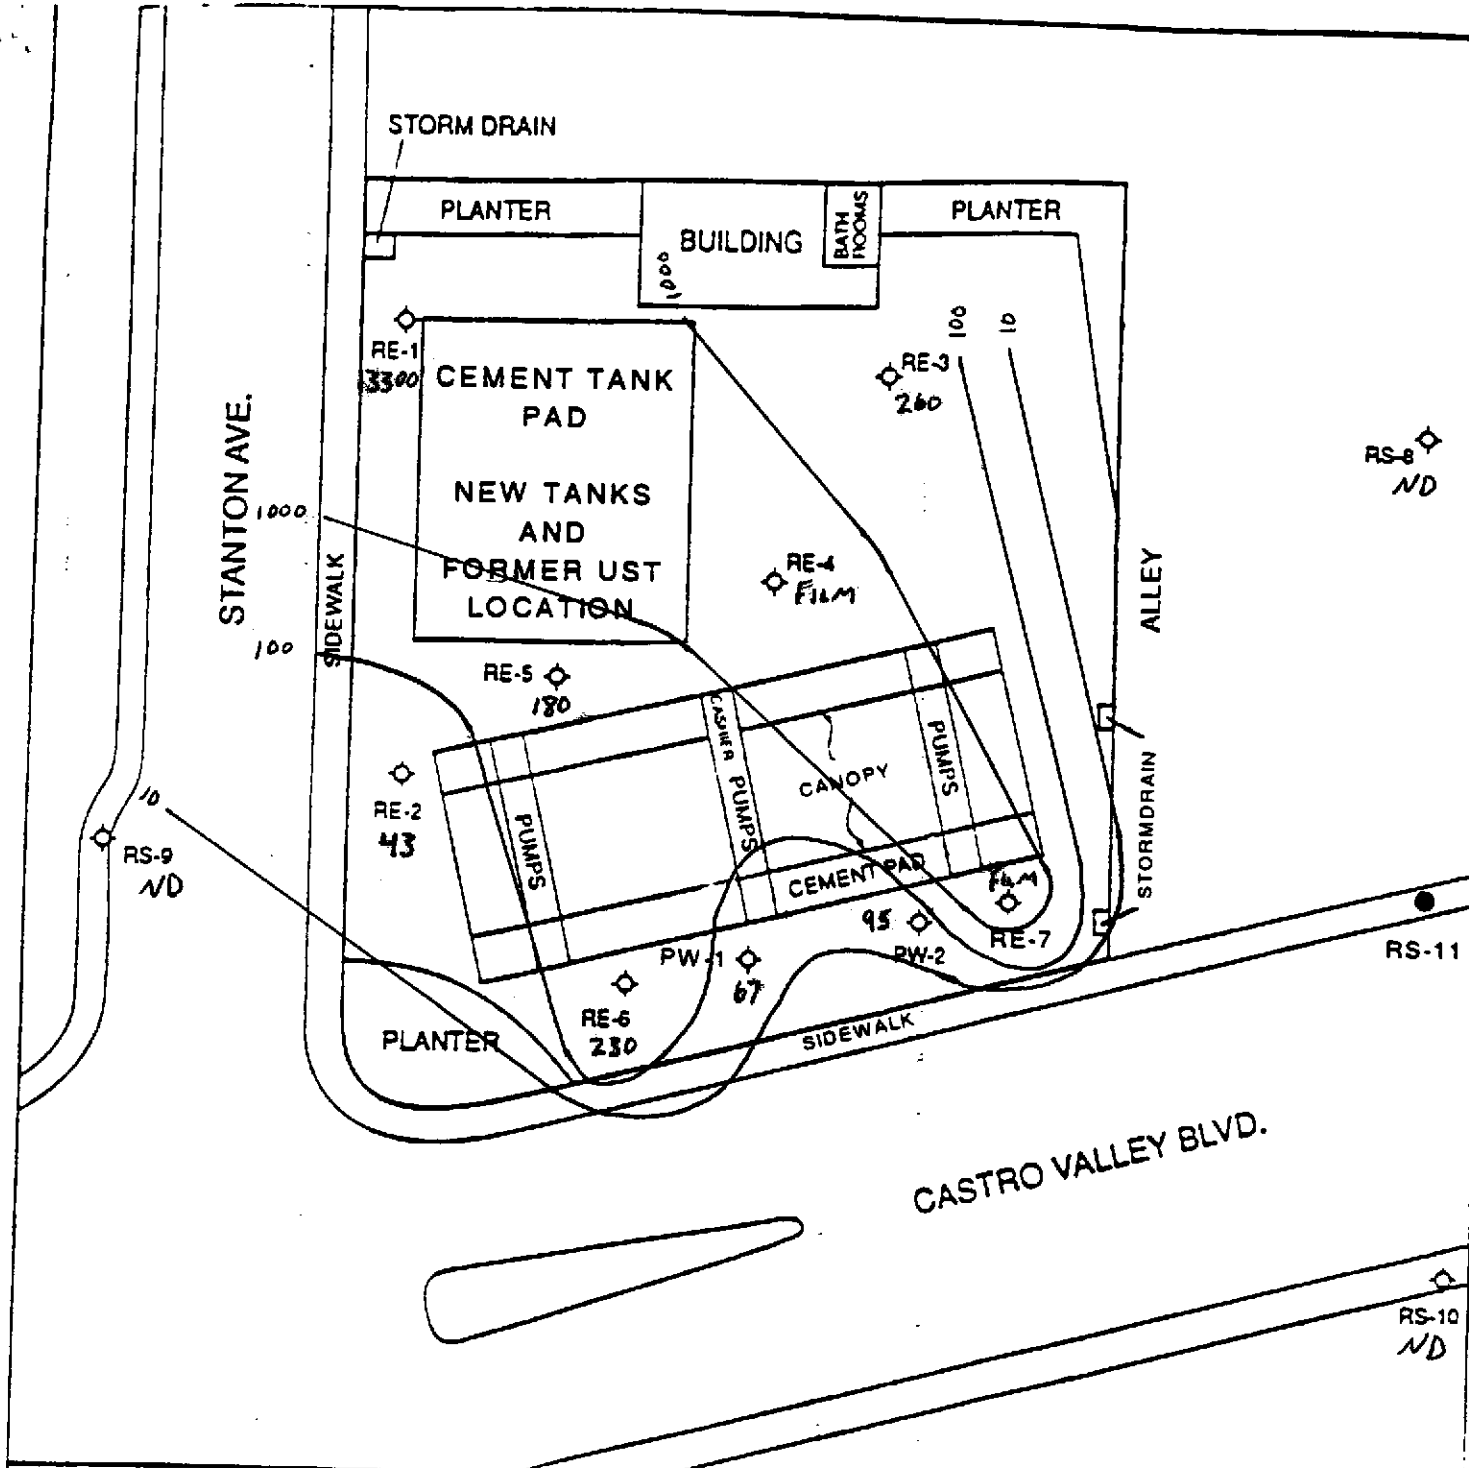 STORM DRAIN
PLANTER
BUILDING
BATH
ROOMS
PLANTER
1000
100
10
RE-1
3300
CEMENT TANK
PAD
NEW TANKS
AND
FORMER UST
LOCATION
RE-3
260
RS-8
ND
STANTON AVE.
1000
SIDEWALK
100
RE-4
FILM
ALLEY
RE-5
180
CASHIER
PUMPS
PUMPS
PUMPS
CANOPY
STORMDRAIN
10
RE-2
43
RS-9
ND
CEMENT PAD
FILM
RE-7
95
PW-2
PW-1
67
RS-11
RE-6
230
PLANTER
SIDEWALK
CASTRO VALLEY BLVD.
RS-10
ND